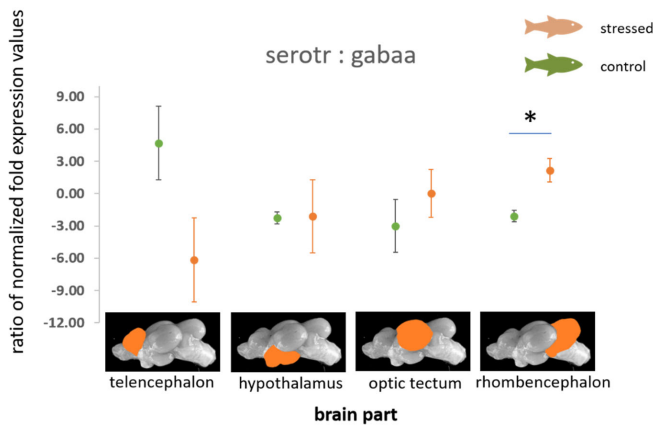 stressed
serotr : gabaa
control
ratio of normalized fold expression values
9.00
6.00
3.00
0.00
-3.00
-6.00
-9.00
-12.00
*
telencephalon hypothalamus optic tectum rhombencephalon
brain part